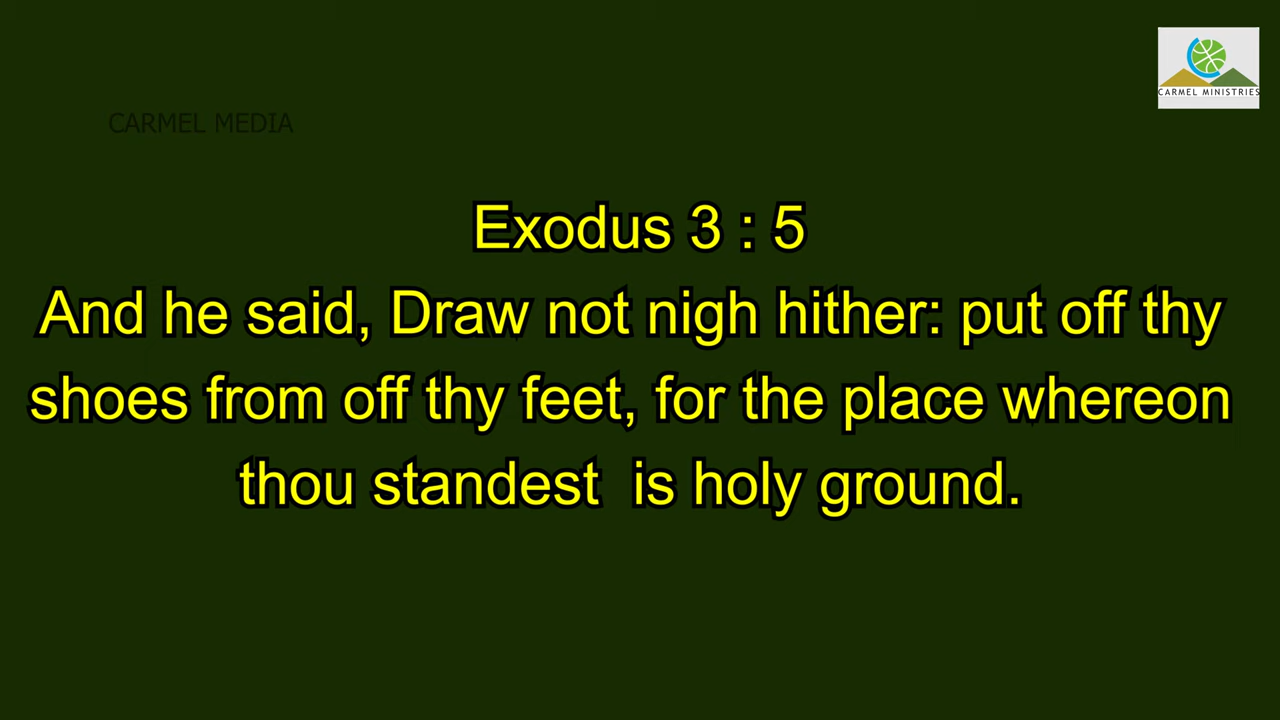 CARMEL MINISTRIES
CARMEL MEDIA
Exodus 3 : 5
And he said, Draw not nigh hither: put off thy
shoes from off thy feet, for the place whereon
thou standest  is holy ground.